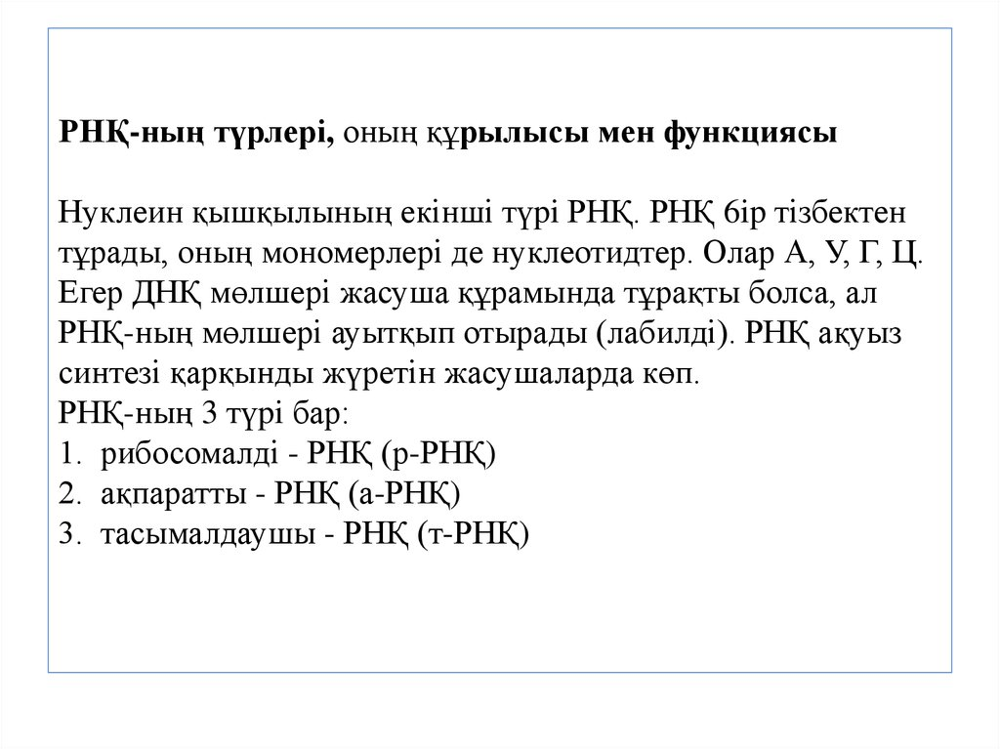 РНҚ-ның түрлері, оның құрылысы мен функциясы
Нуклеин қышқылының екінші түрі РНҚ. РНҚ 6ір тізбектен
тұрады, оның мономерлері де нуклеотидтер. Олар А, У, Г, Ц.
Егер ДНҚ мөлшері жасуша құрамында тұрақты болса, ал
РНҚ-ның мөлшері ауытқып отырады (лабилді). РНҚ ақуыз
синтезі қарқынды жүретін жасушаларда көп.
РНҚ-ның 3 түрі бар:
1. рибосомалді - РНҚ (р-РНҚ)
2. ақпаратты - РНҚ (а-РНҚ)
3. тасымалдаушы - РНҚ (т-РНҚ)